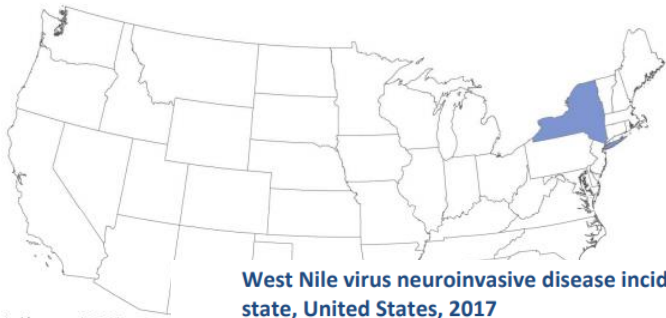 West Nile virus neuroinvasive disease incid
state, United States, 2017